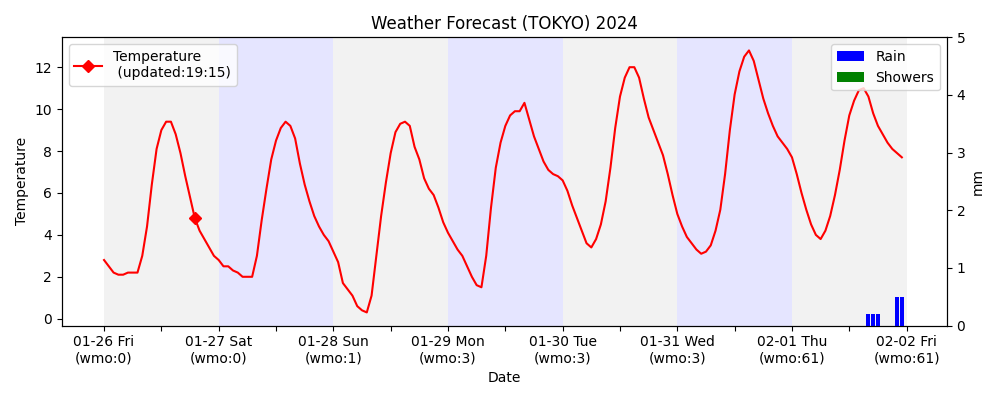 Weather Forecast (TOKYO) 2024
Temperature
(updated:19:15)
Rain
Showers
Temperature
12
10
8
6
4
2
0
5
4
3
2
1
0
mm
01-26 Fri
(wmo:0)
01-27 Sat
(wmo:0)
01-28 Sun
(wmo:1)
01-29 Mon
(wmo:3)
01-30 Tue
(wmo:3)
01-31 Wed
(wmo:3)
02-01 Thu
(wmo:61)
02-02 Fri
(wmo:61)
Date